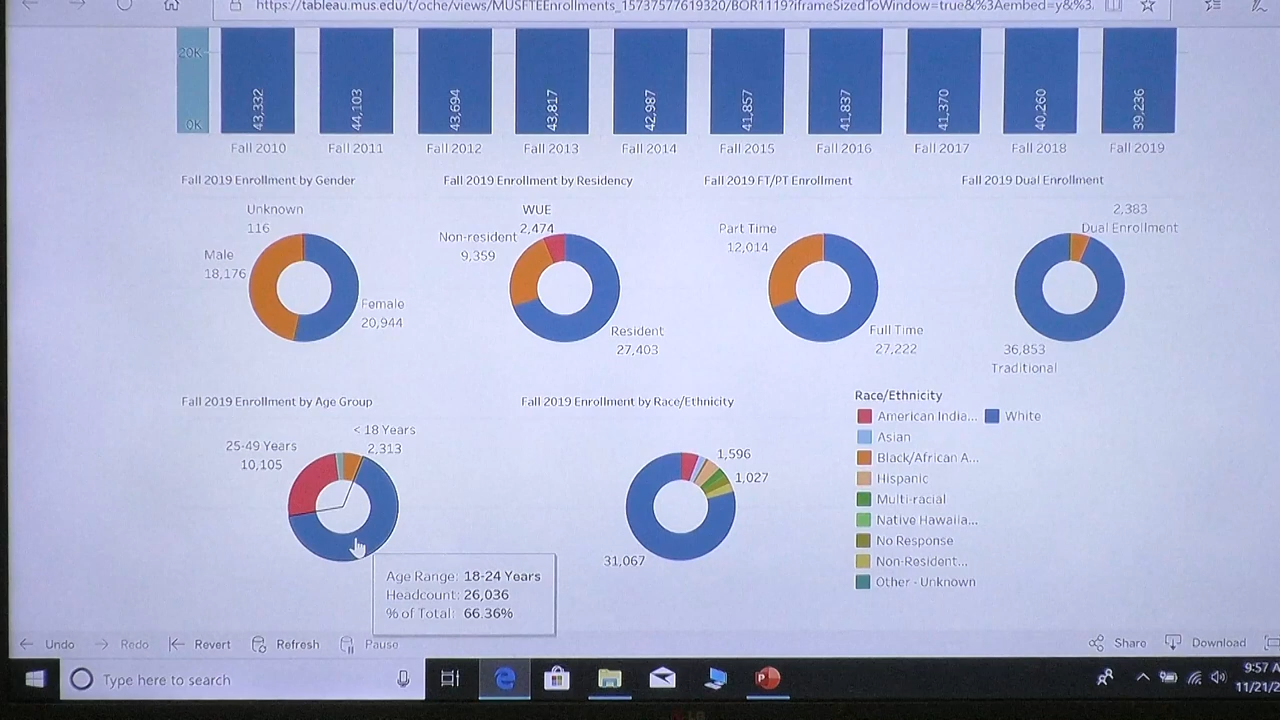 https://tableau.mus.edu/t/oche/views/MUSFTEEnrollments_15737577619320/BOR1119?iframeSizedToWindow=true&%3Aembed=y&%3.
20K
0K
43,332
44,103
43,694
43,817
42,987
41,857
41,837
41,370
40,260
39,236
Fall 2010
Fall 2011
Fall 2012
Fall 2013
Fall 2014
Fall 2015
Fall 2016
Fall 2017
Fall 2018
Fall 2019
Fall 2019 Enrollment by Gender
Unknown
116
Male
18,176
Female
20,944
Fall 2019 Enrollment by Residency
WUE
2,474
Non-resident
9,359
Resident
27,403
Fall 2019 FT/PT Enrollment
Part Time
12,014
Full Time
27,222
Fall 2019 Dual Enrollment
2,383
Dual Enrollment
36,853
Traditional
Fall 2019 Enrollment by Age Group
< 18 Years
2,313
25-49 Years
10,105
Age Range: 18-24 Years
Headcount: 26,036
% of Total: 66.36%
Fall 2019 Enrollment by Race/Ethnicity
1,596
1,027
31,067
Race/Ethnicity
American India...
White
Asian
Black/African A...
Hispanic
Multi-racial
Native Hawaiia...
No Response
Non-Resident...
Other - Unknown
Undo
Redo
Revert
Refresh
Pause
Share
Download
Type here to search
9:57 A
11/21/2
LG